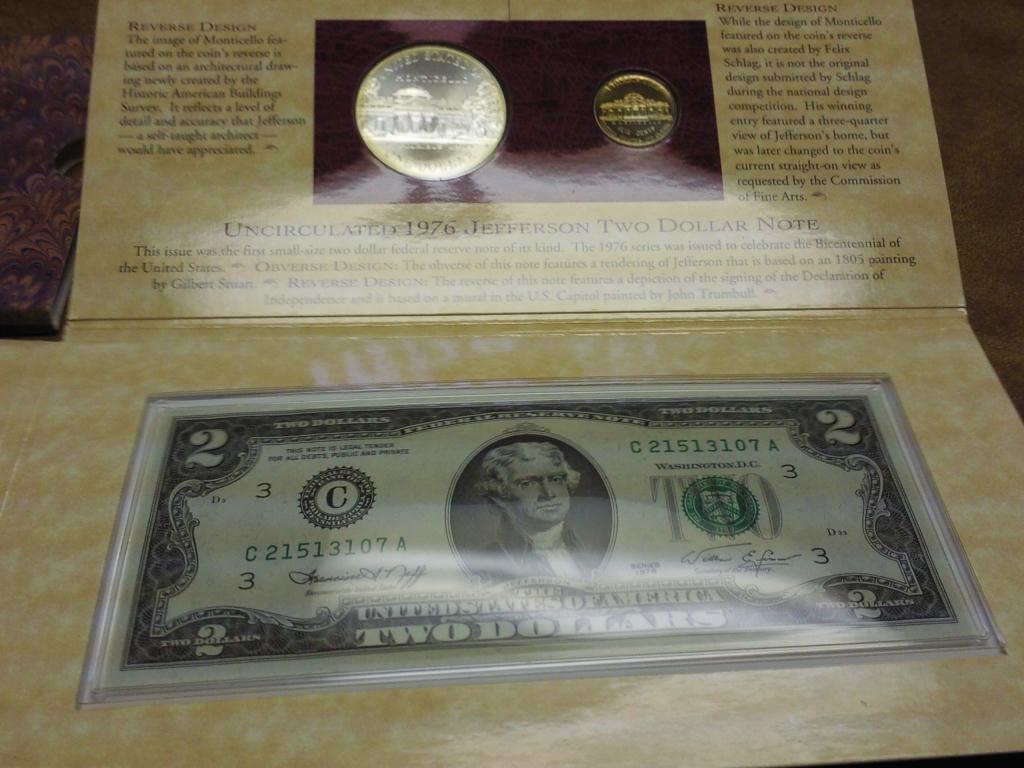 REVERSE DESIGN
The image of Monticello fea-
tured on the coin's reverse is
based on an architectural draw-
ing newly created by the
Historic American Buildings
Survey. It reflects a level of
detail and accuracy that Jefferson
— a self-taught architect —
would have appreciated.
MONTICELLO
REVERSE DESIGN
While the design of Monticello
featured on the coin's reverse
was also created by Felix
Schlag, it is not the original
design submitted by Schlag
during the national design
competition. His winning
entry featured a three-quarter
view of Jefferson's home, but
was later changed to the coin's
current straight-on view as
requested by the Commission
of Fine Arts.
UNCIRCULATED 1976 JEFFERSON TWO DOLLAR NOTE
This issue was the first small-size two dollar federal reserve note of its kind. The 1976 series was issued to celebrate the Bicentennial of
the United States. OBVERSE DESIGN: The obverse of this note features a rendering of Jefferson that is based on an 1805 painting
by Gilbert Stuart. REVERSE DESIGN: The reverse of this note features a depiction of the signing of the Declaration of
Independence and is based on a mural in the U.S. Capitol painted by John Trumbull.
2 TWO DOLLARS FEDERAL RESERVE NOTE TWO DOLLARS 2
THIS NOTE IS LEGAL TENDER
FOR ALL DEBTS, PUBLIC AND PRIVATE
C 21513107 A
WASHINGTON, D.C.
3
3
C
TWO
C 21513107 A
3
3
SERIES
1976
JEFFERSON
THE
UNITED STATES OF AMERICA
TWO DOLLARS
TWO DOLLARS
2
TWO DOLLARS
2